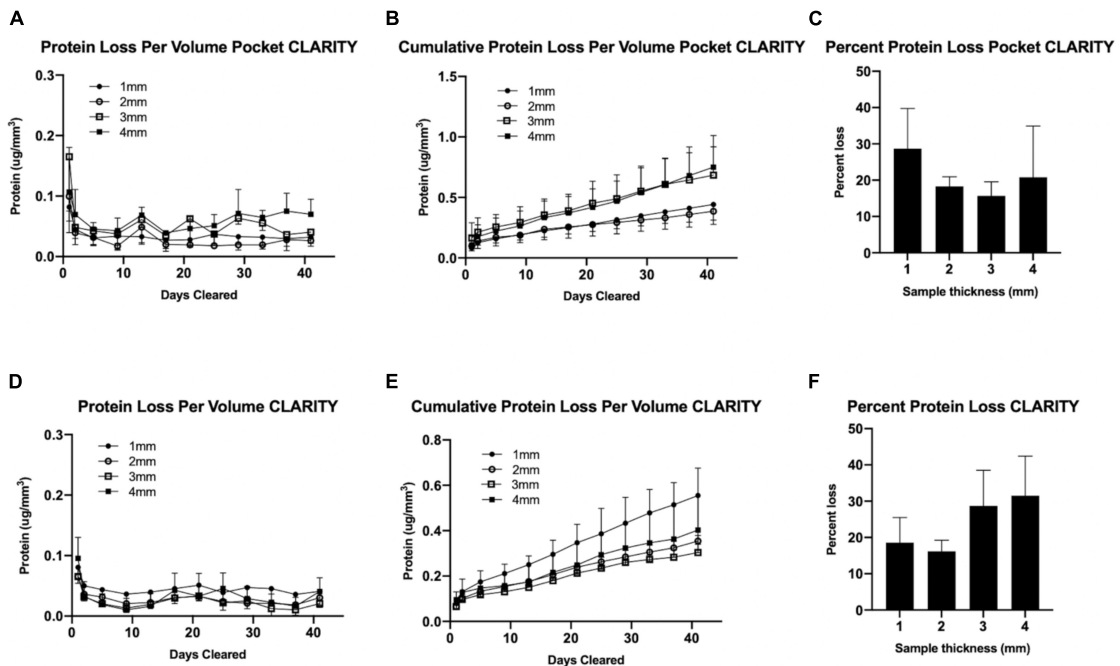 A
Protein Loss Per Volume Pocket CLARITY
0.3
0.2
0.1
0.0
Protein (ug/mm³)
1mm
2mm
3mm
4mm
0 10 20 30 40
Days Cleared
B
Cumulative Protein Loss Per Volume Pocket CLARITY
1.5
1.0
0.5
0.0
Protein (ug/mm³)
1mm
2mm
3mm
4mm
0 10 20 30 40
Days Cleared
C
Percent Protein Loss Pocket CLARITY
50
40
30
20
10
0
Percent loss
1 2 3 4
Sample thickness (mm)
D
Protein Loss Per Volume CLARITY
0.3
0.2
0.1
0.0
Protein (ug/mm³)
1mm
2mm
3mm
4mm
0 10 20 30 40
Days Cleared
E
Cumulative Protein Loss Per Volume CLARITY
0.8
0.6
0.4
0.2
0.0
Protein (ug/mm³)
1mm
2mm
3mm
4mm
0 10 20 30 40
Days Cleared
F
Percent Protein Loss CLARITY
50
40
30
20
10
0
Percent loss
1 2 3 4
Sample thickness (mm)